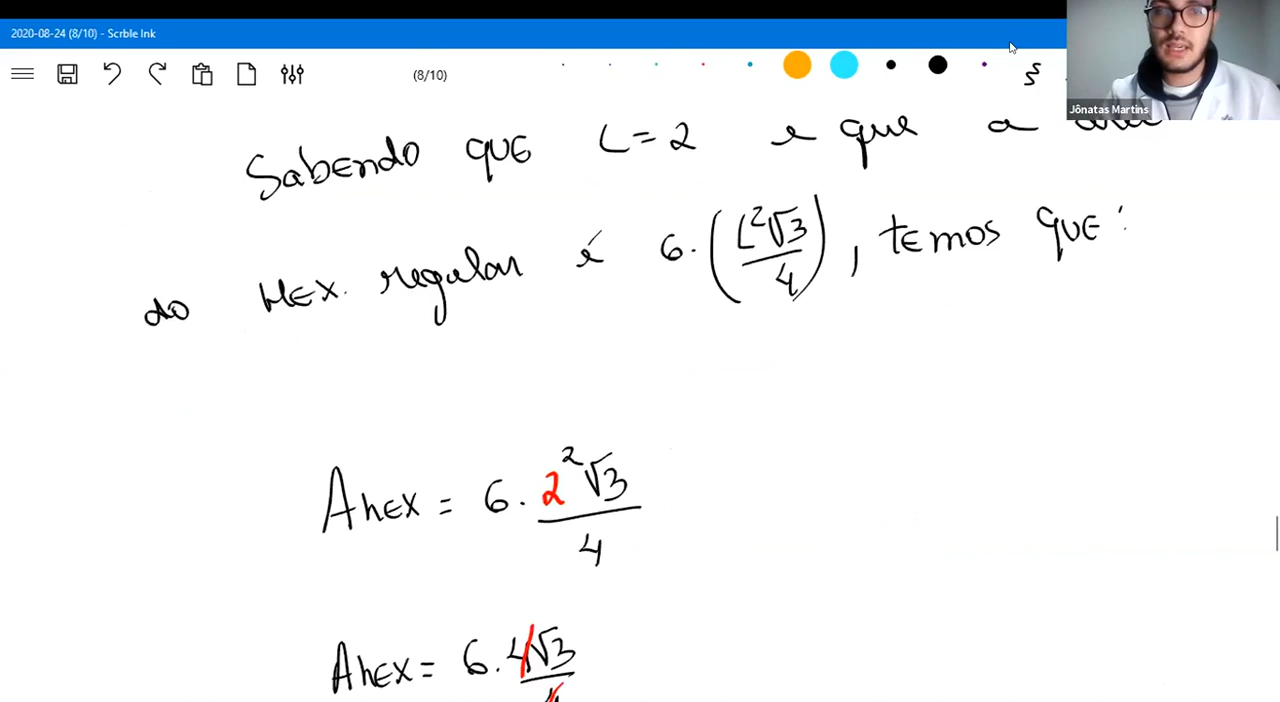 2020-08-24 (8/10) - Scrble Ink
(8/10)
Jônatas Martins
Sabendo que L=2 e que a
do Hex. regular é 6.(L²√3/4), temos que:
Ahex = 6. 2²√3/4
Ahex = 6. 4√3/4